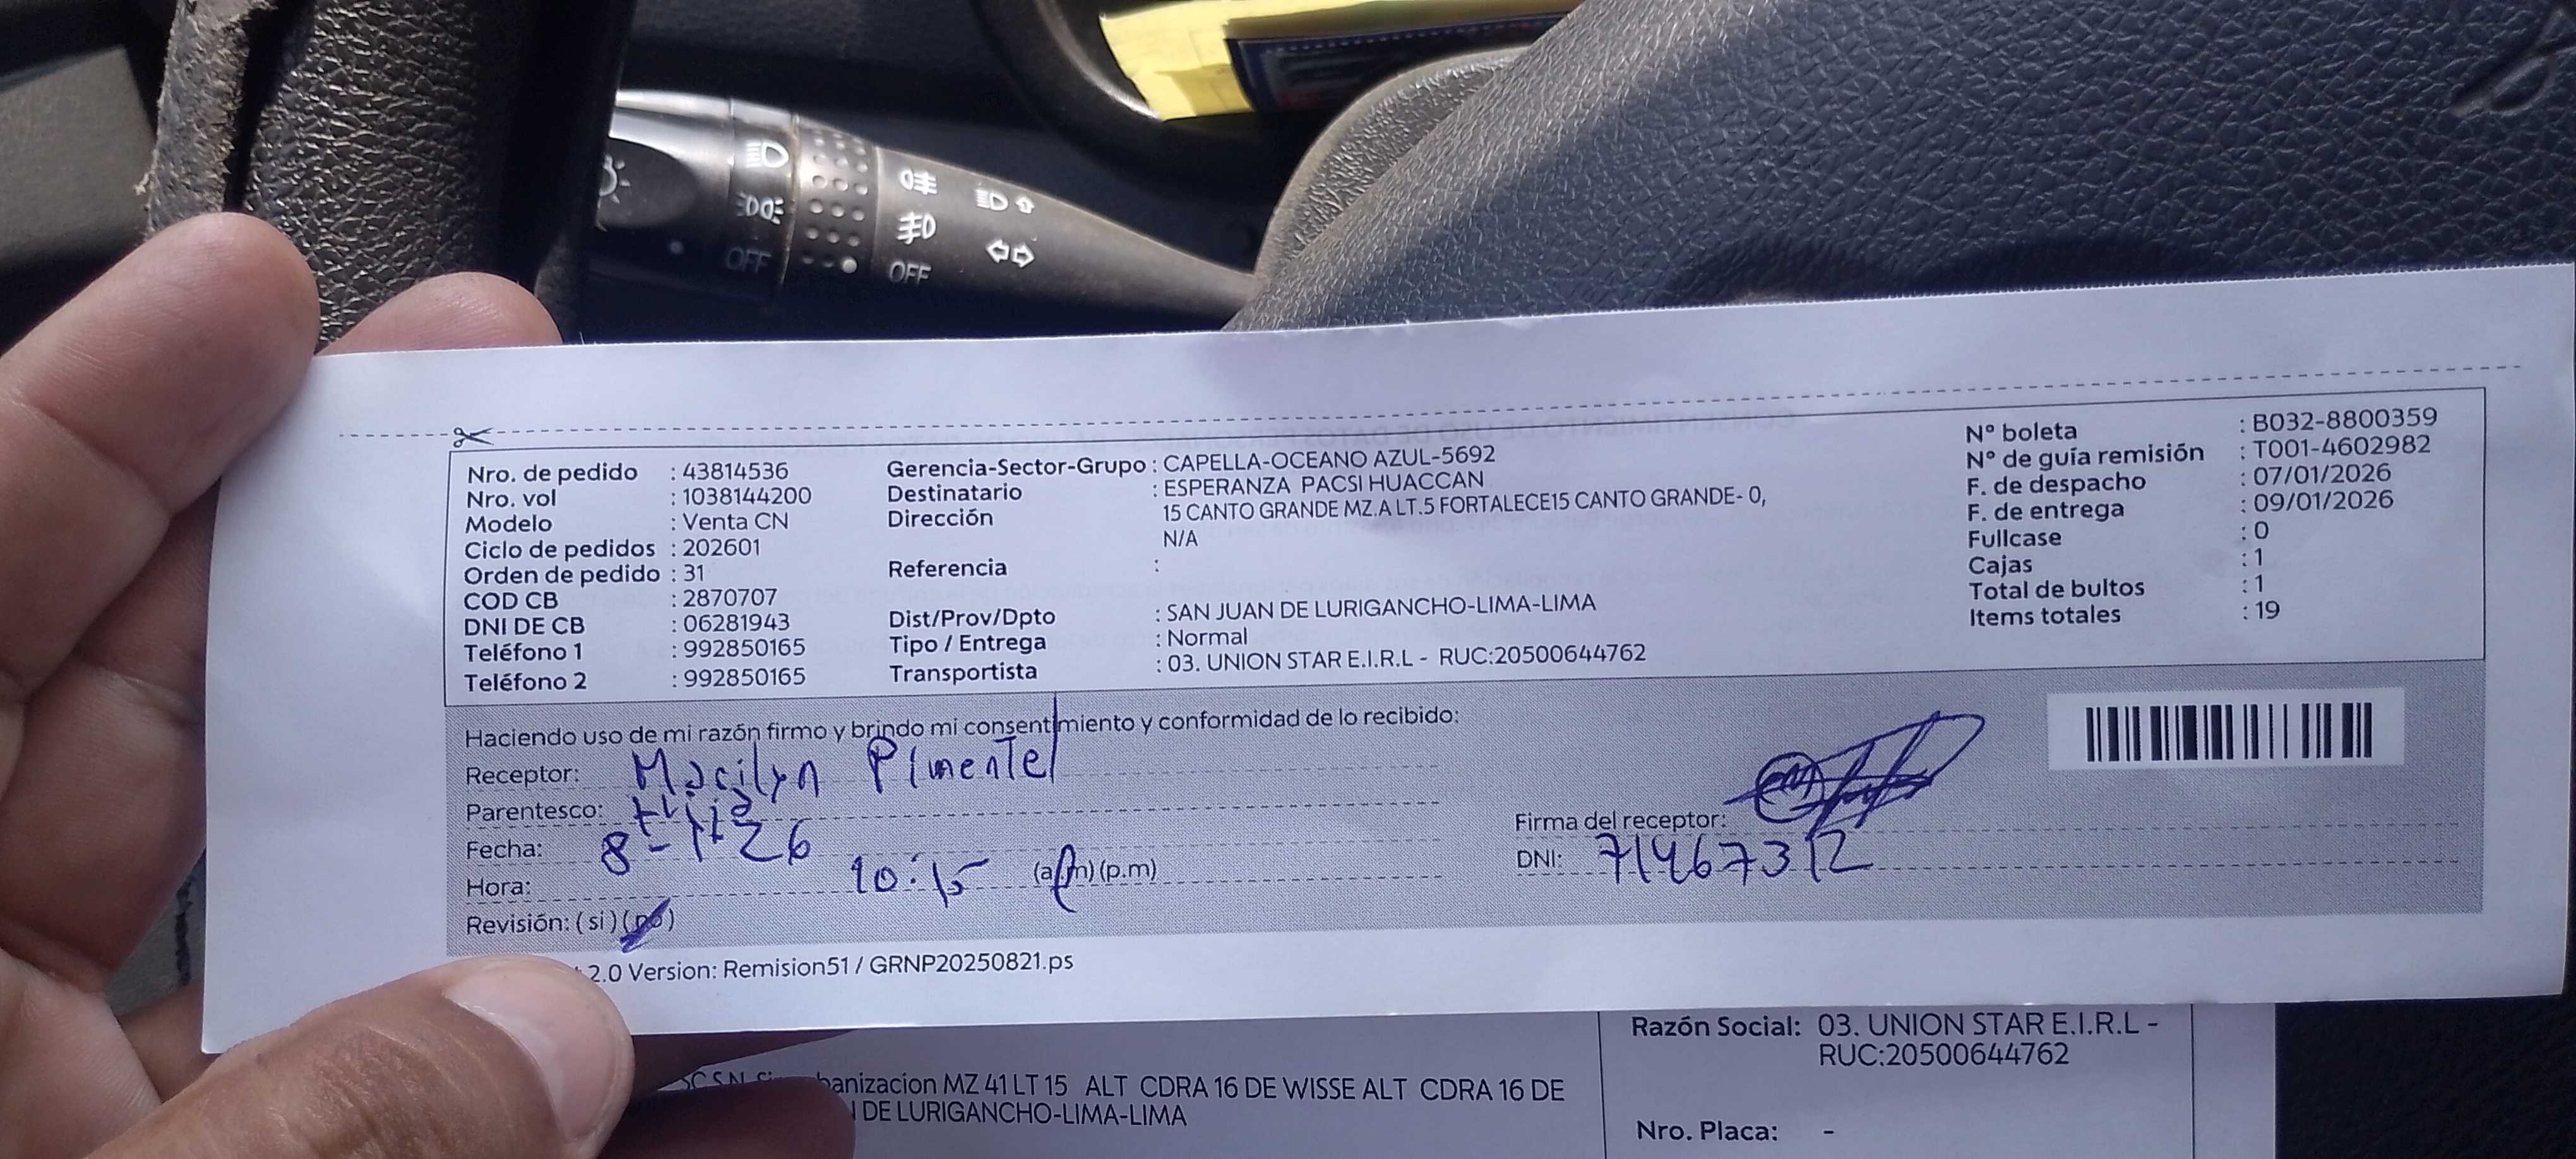 OFF
OFF
Nro. de pedido : 43814536
Nro. vol : 1038144200
Modelo : Venta CN
Ciclo de pedidos : 202601
Orden de pedido : 31
COD CB : 2870707
DNI DE CB : 06281943
Teléfono 1 : 992850165
Teléfono 2 : 992850165
Gerencia-Sector-Grupo : CAPELLA-OCEANO AZUL-5692
Destinatario : ESPERANZA PACSI HUACCAN
Dirección 15 CANTO GRANDE MZ.A LT.5 FORTALECE15 CANTO GRANDE- 0,
N/A
Referencia :
Dist/Prov/Dpto : SAN JUAN DE LURIGANCHO-LIMA-LIMA
Tipo / Entrega : Normal
Transportista : 03. UNION STAR E.I.R.L - RUC:20500644762
N° boleta : B032-8800359
N° de guía remisión : T001-4602982
F. de despacho : 07/01/2026
F. de entrega : 09/01/2026
Fullcase : 0
Cajas : 1
Total de bultos : 1
Items totales : 19
Haciendo uso de mi razón firmo y brindo mi consentimiento y conformidad de lo recibido:
Receptor: Marilyn Pimentel
Parentesco: Hija
Fecha: 8-1-26
Hora: 10:15 (a.m) (p.m)
Revisión: (si) (no)
Firma del receptor:
DNI: 71467312
2.0 Version: Remision51 / GRNP20250821.ps
banizacion MZ 41 LT 15 ALT CDRA 16 DE WISSE ALT CDRA 16 DE
DE LURIGANCHO-LIMA-LIMA
Razón Social: 03. UNION STAR E.I.R.L -
RUC:20500644762
Nro. Placa: -